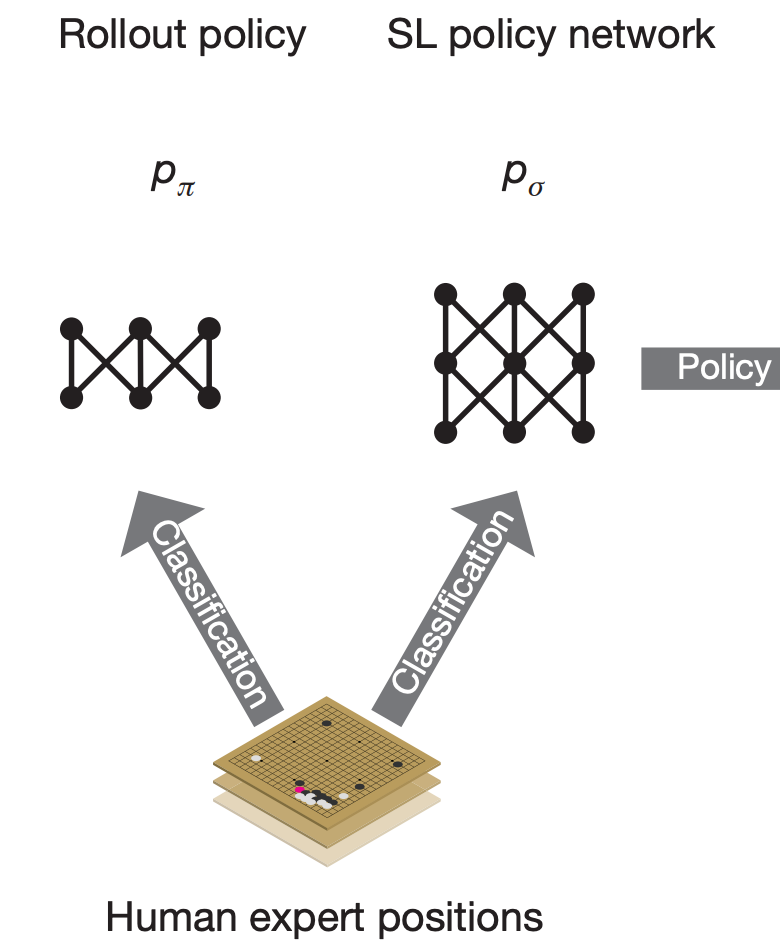 Rollout policy
SL policy network
pπ
pσ
Policy
Classification
Classification
Human expert positions